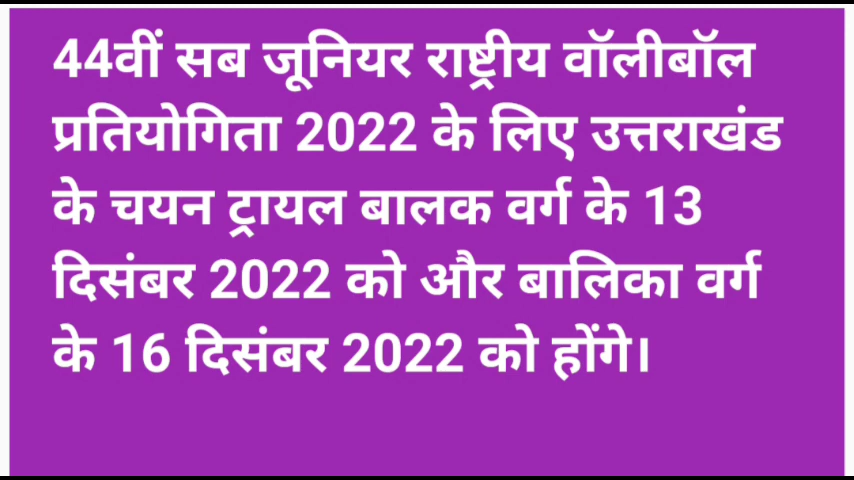 44वीं सब जूनियर राष्ट्रीय वॉलीबॉल
प्रतियोगिता 2022 के लिए उत्तराखंड
के चयन ट्रायल बालक वर्ग के 13
दिसंबर 2022 को और बालिका वर्ग
के 16 दिसंबर 2022 को होंगे।